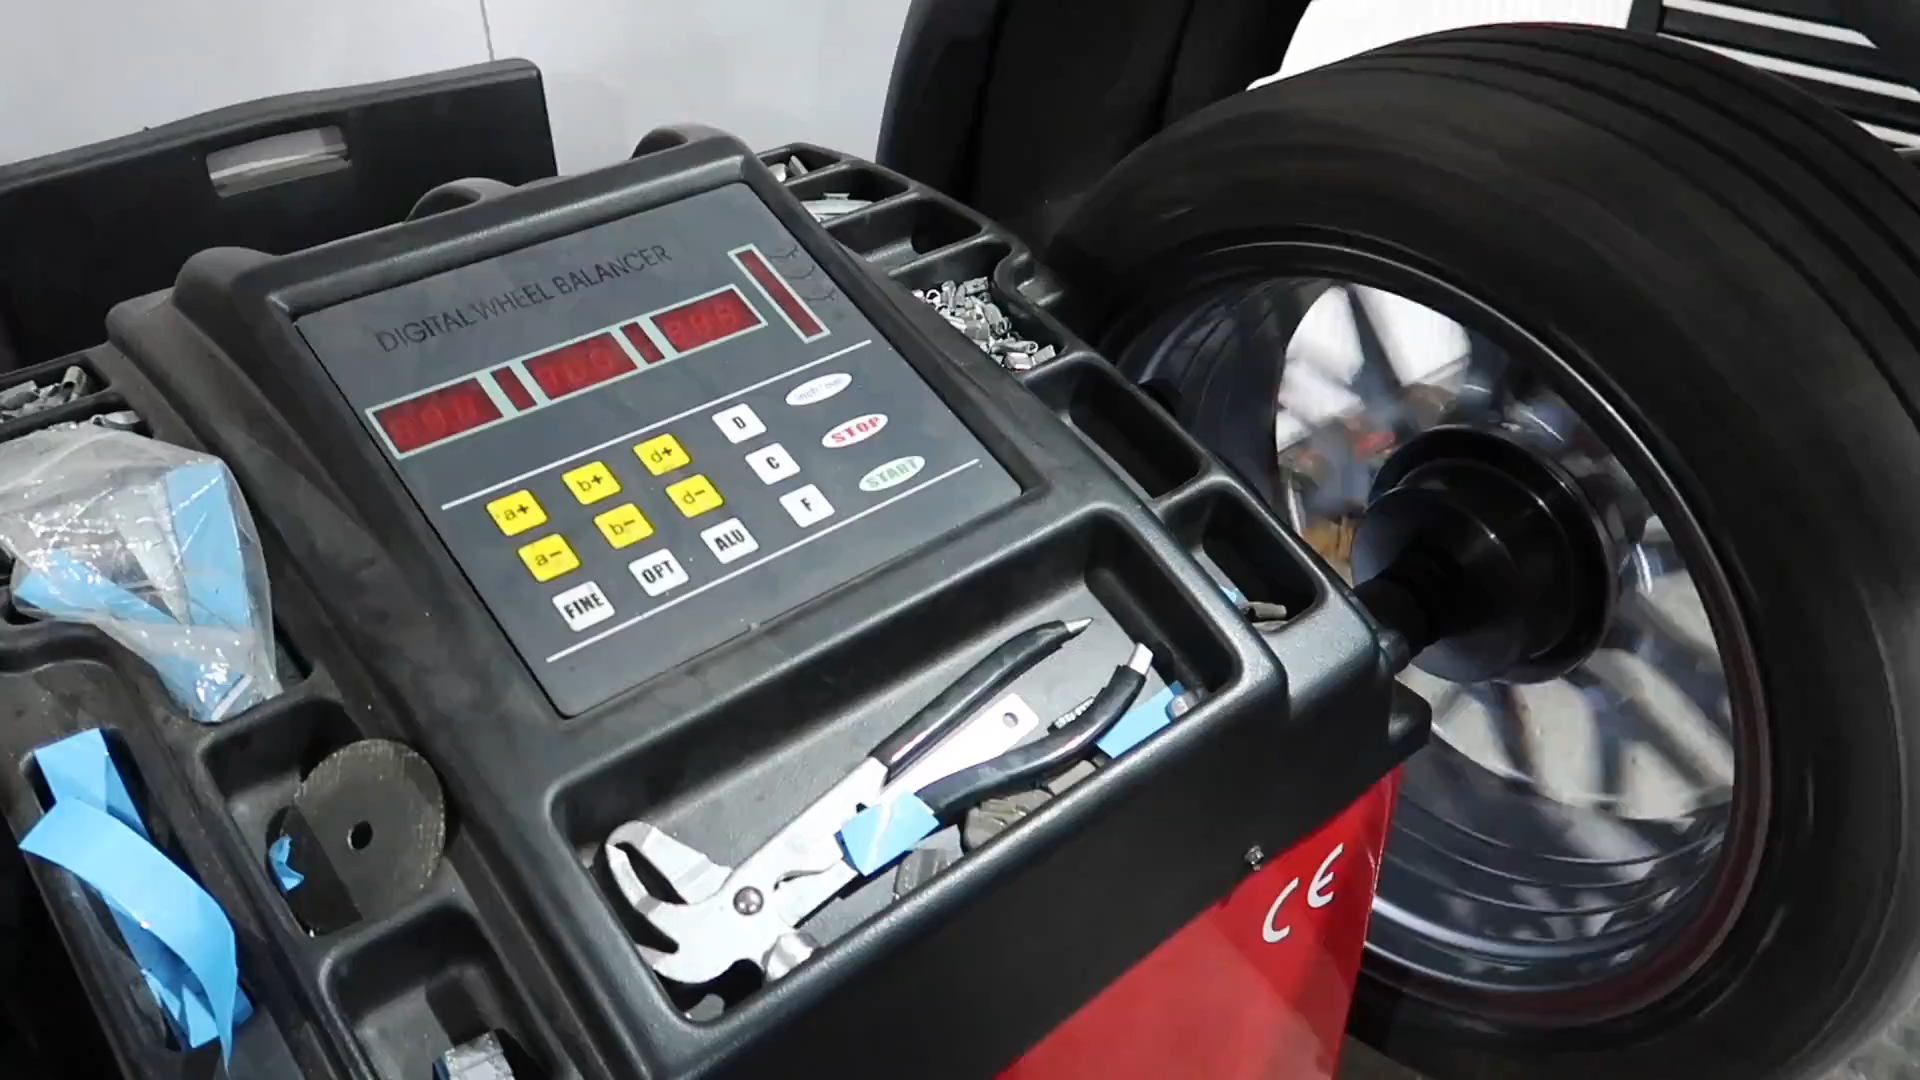 DIGITAL WHEEL BALANCER
a+ b+ d+ D
a- b- d- C STOP
FINE OPT ALU F START
CE